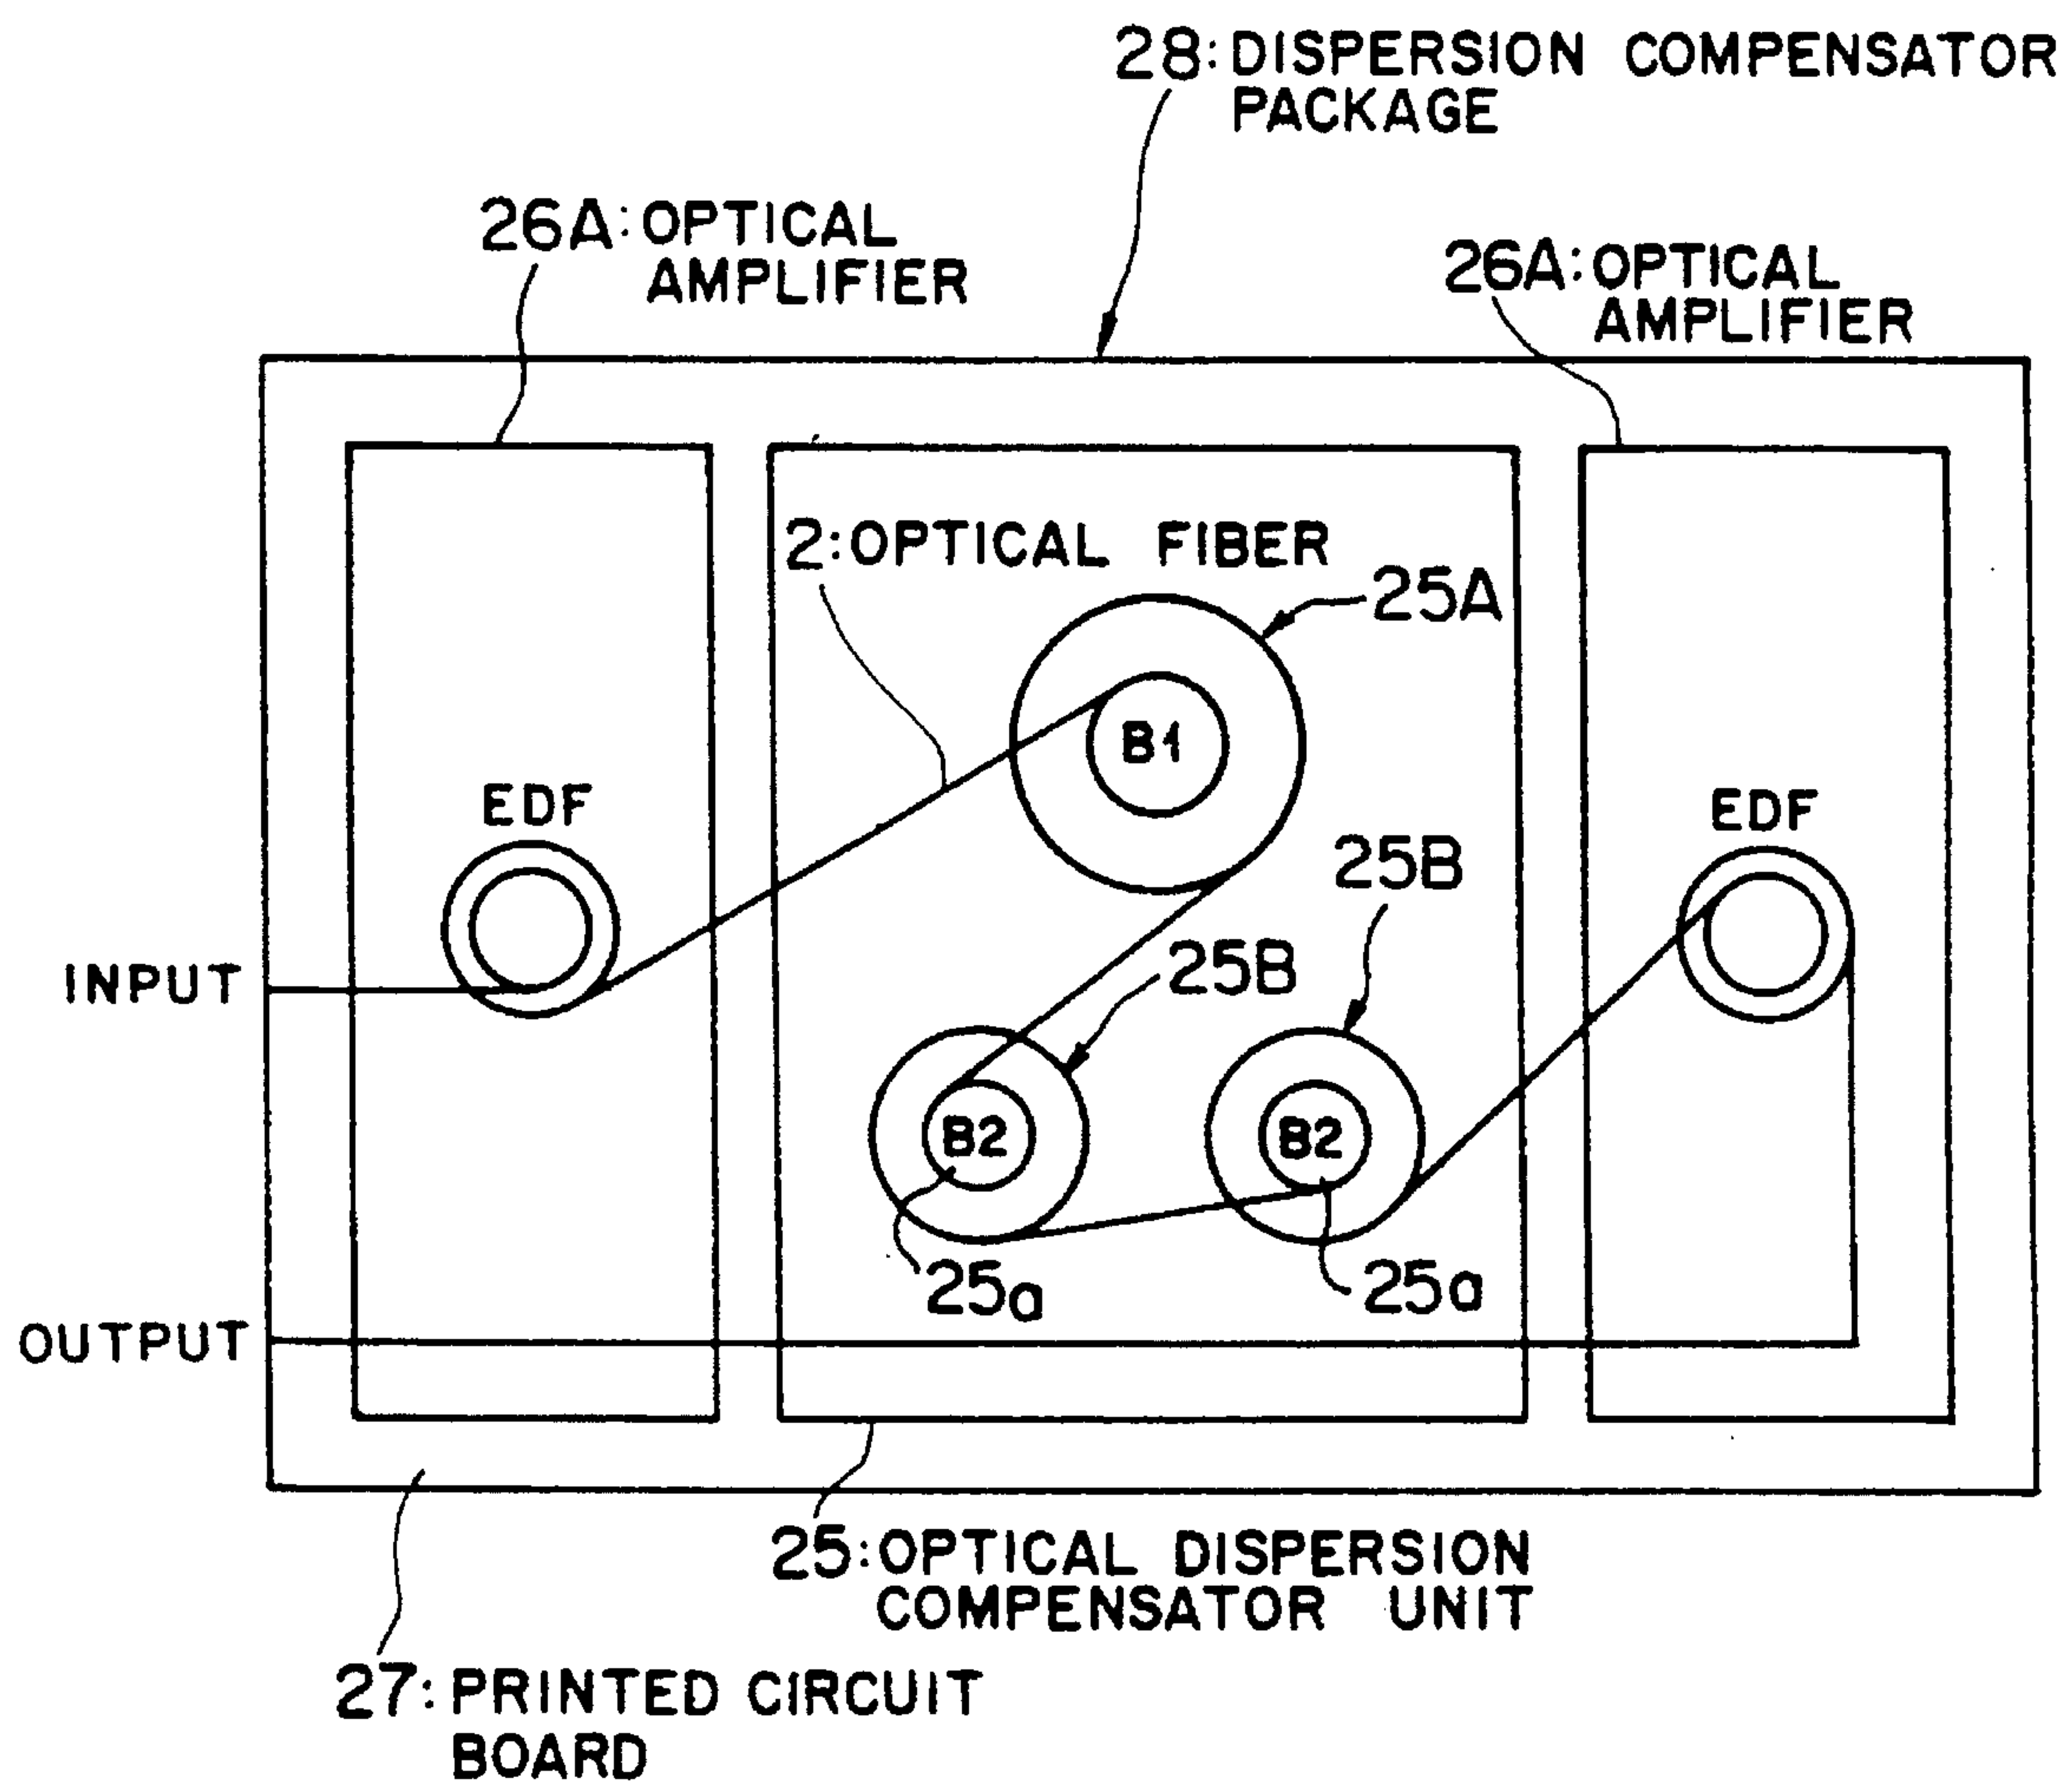 28: DISPERSION COMPENSATOR
PACKAGE
26A: OPTICAL
AMPLIFIER
26A: OPTICAL
AMPLIFIER
2: OPTICAL FIBER
25A
B1
EDF
EDF
25B
25B
INPUT
B2
B2
25a
25a
OUTPUT
25: OPTICAL DISPERSION
COMPENSATOR UNIT
27: PRINTED CIRCUIT
BOARD